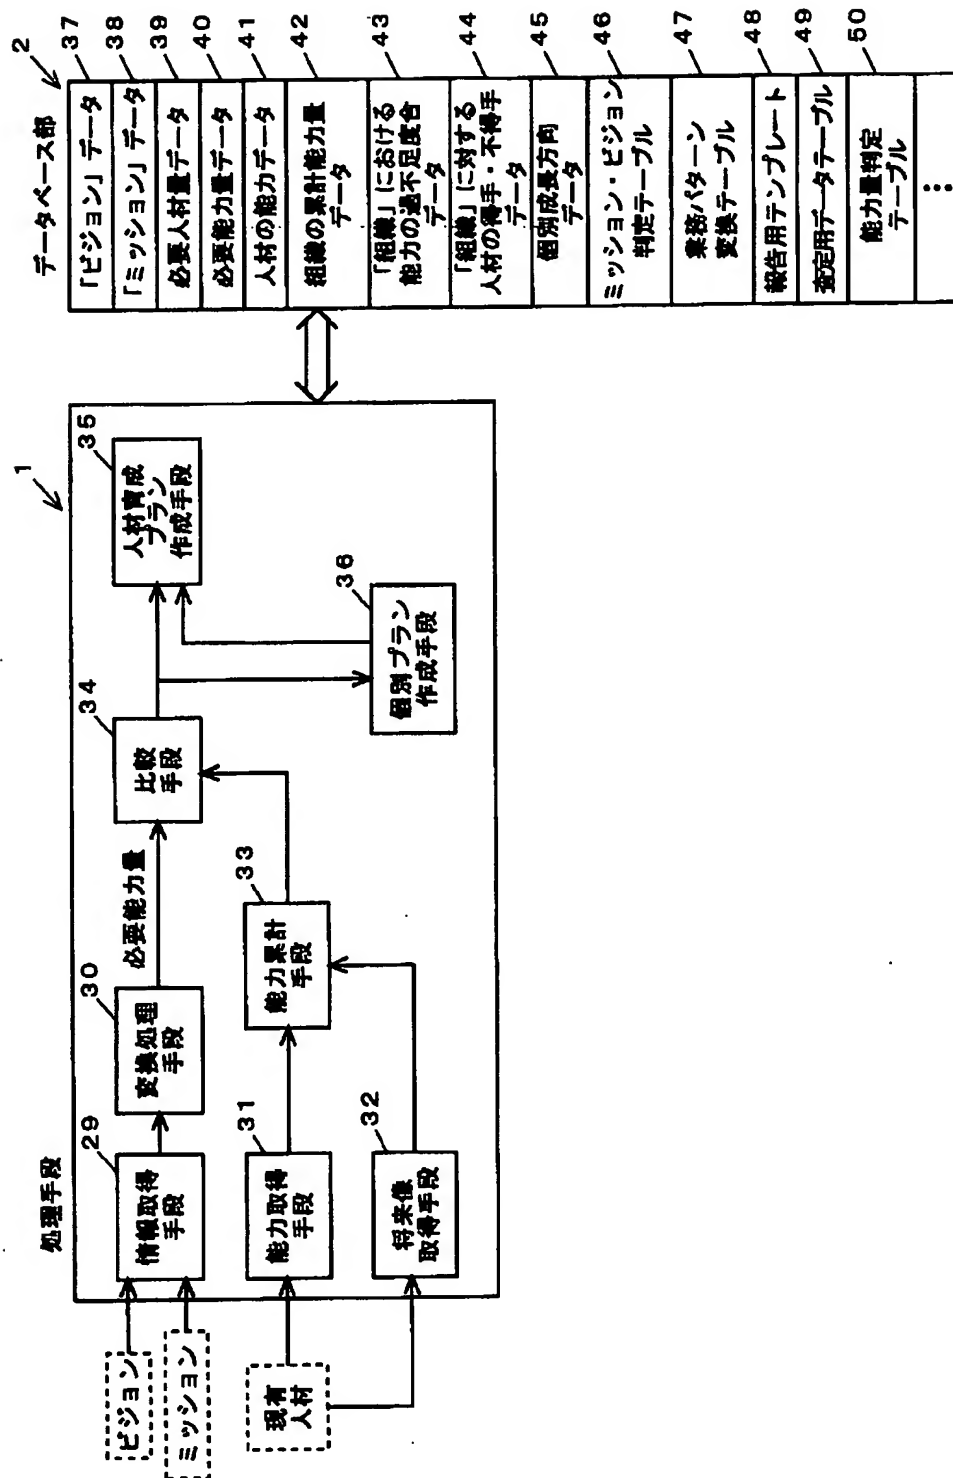 処理手段
1
ビジョン
ミッション
現有
人材
29
情報取得
手段
30
変換処理
手段
必要能力量
31
能力取得
手段
32
将来像
取得手段
33
能力累計
手段
34
比較
手段
35
人材育成
プラン
作成手段
36
個別プラン
作成手段
データベース部
2
「ビジョン」データ
37
「ミッション」データ
38
必要人材量データ
39
必要能力量データ
40
人材の能力データ
41
組織の累計能力量
データ
42
「組織」における
能力の過不足度合
データ
43
「組織」に対する
人材の得手・不得手
データ
44
個別成長方向
データ
45
ミッション・ビジョン
判定テーブル
46
業務パターン
変換テーブル
47
報告用テンプレート
48
査定用データテーブル
49
能力量判定
テーブル
50
⋮